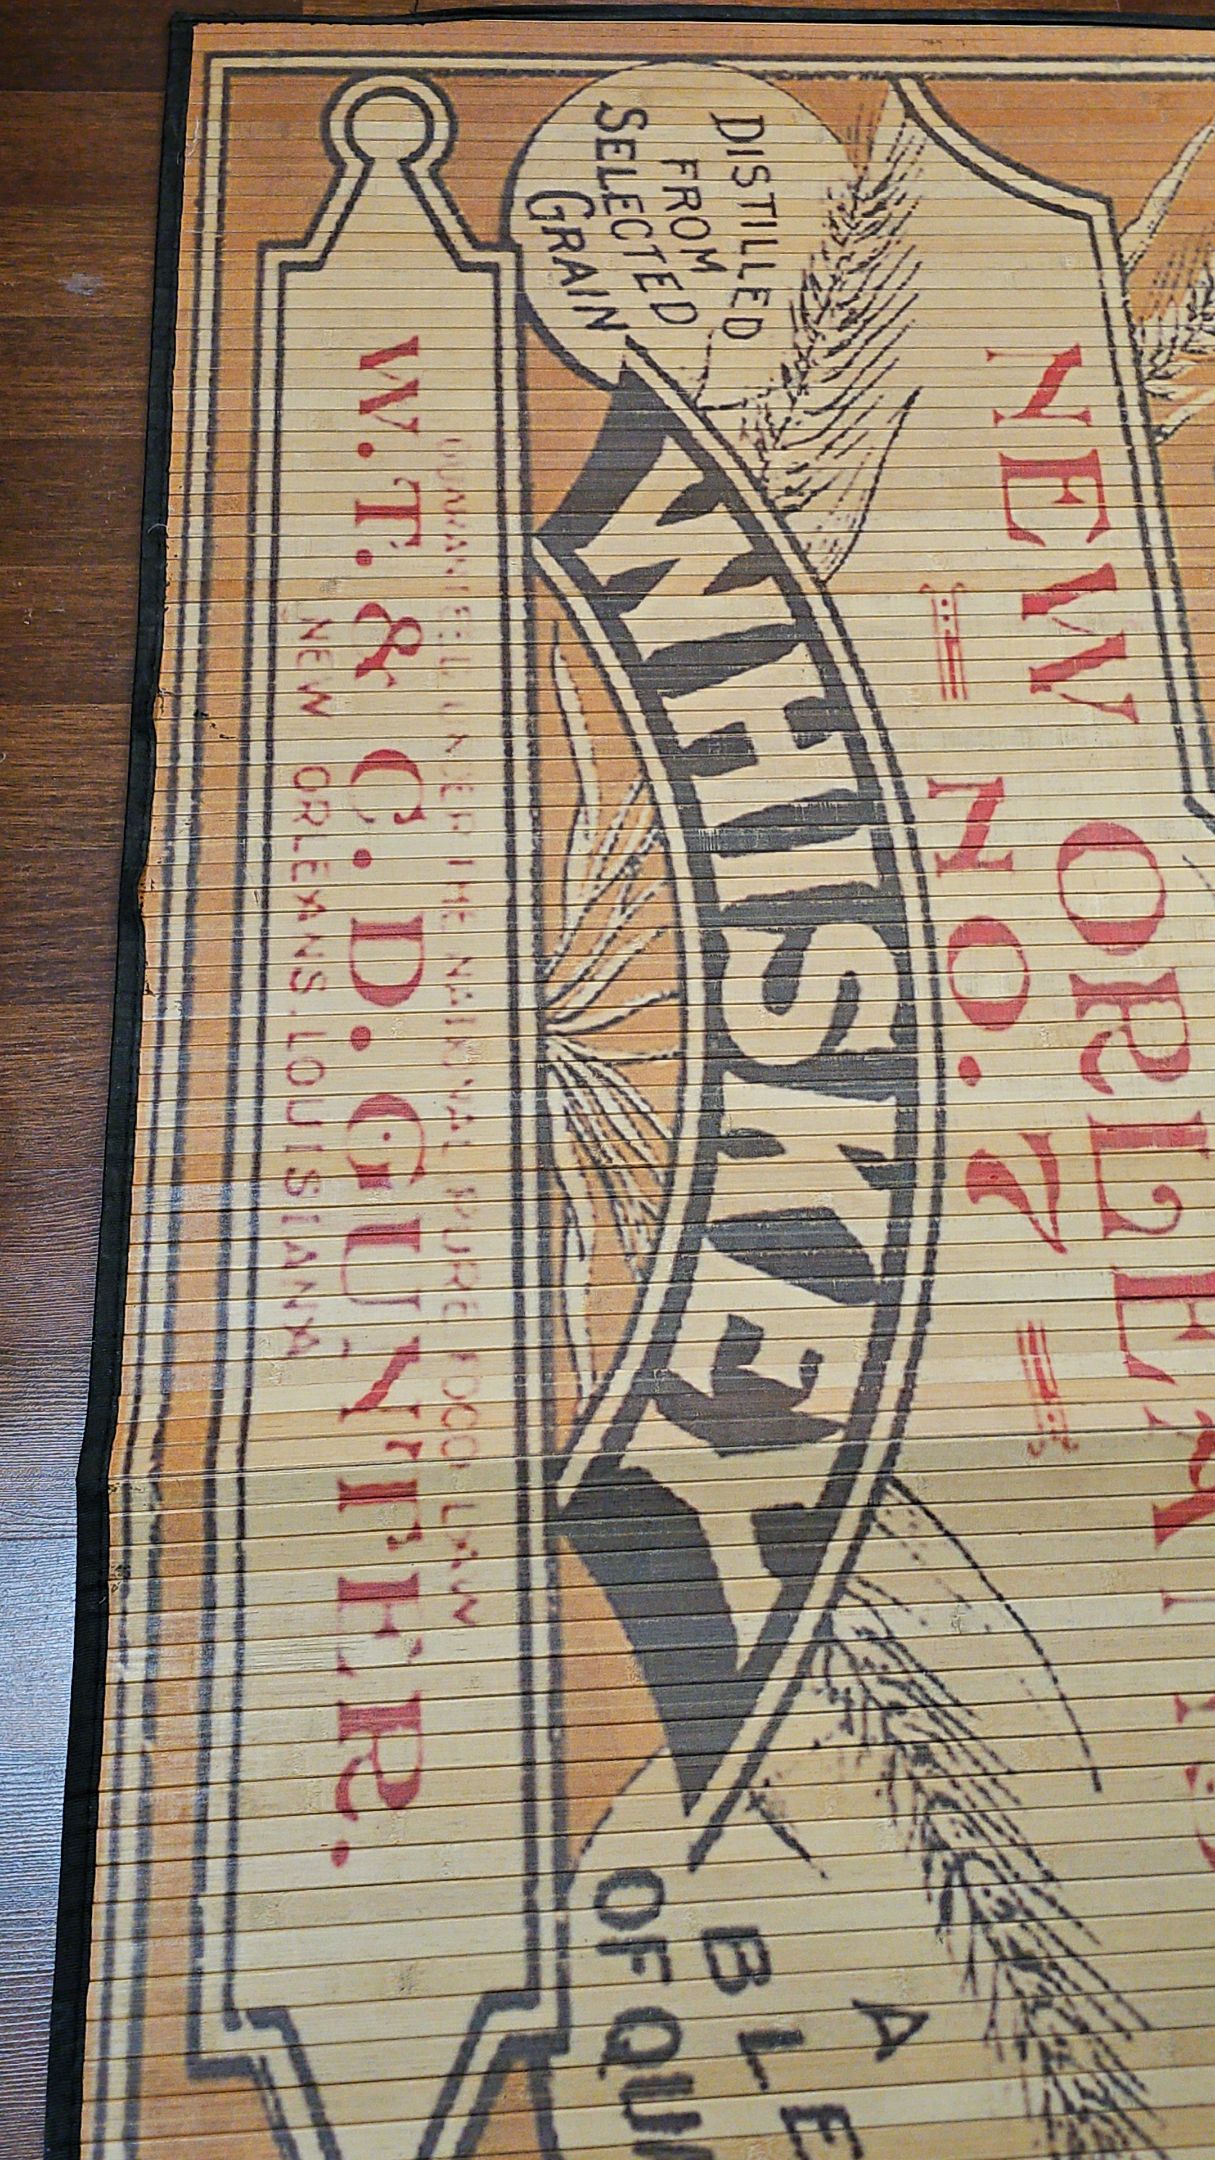 NEW ORLEA
NO. 7
DISTILLED
FROM
SELECTED
GRAIN
WHISKEY
A
BLE
OF QU
GUARANTEED UNDER THE NATIONAL PURE FOOD LAW
W.T. & C.D. GUNTHER.
NEW ORLEANS. LOUISIANA